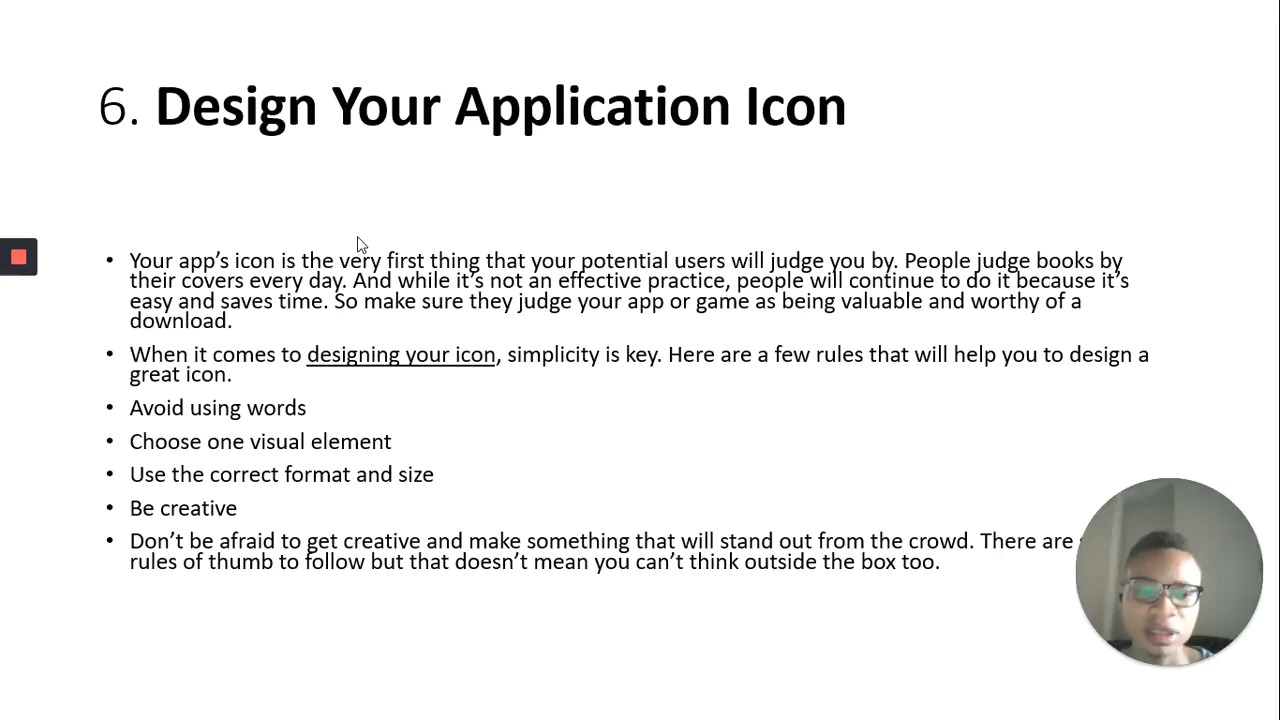 6. Design Your Application Icon
• Your app’s icon is the very first thing that your potential users will judge you by. People judge books by
their covers every day. And while it’s not an effective practice, people will continue to do it because it’s
easy and saves time. So make sure they judge your app or game as being valuable and worthy of a
download.
• When it comes to designing your icon, simplicity is key. Here are a few rules that will help you to design a
great icon.
• Avoid using words
• Choose one visual element
• Use the correct format and size
• Be creative
• Don’t be afraid to get creative and make something that will stand out from the crowd. There are
rules of thumb to follow but that doesn’t mean you can’t think outside the box too.